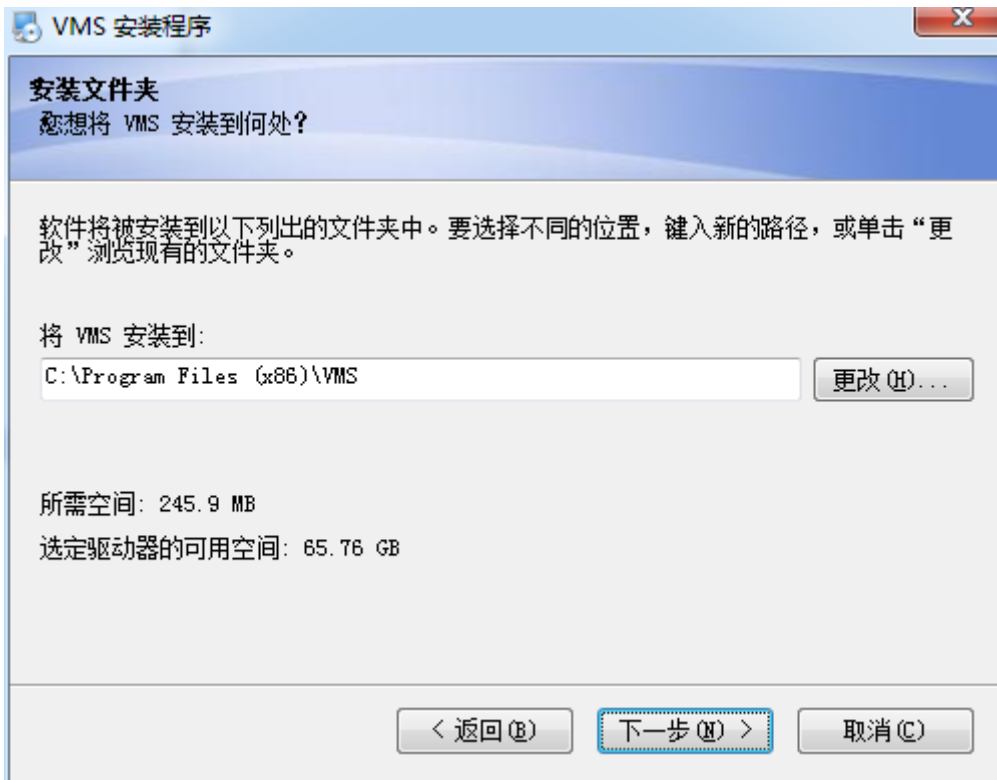 VMS 安装程序
安装文件夹
您想将 VMS 安装到何处?
软件将被安装到以下列出的文件夹中。要选择不同的位置，键入新的路径，或单击“更
改”浏览现有的文件夹。
将 VMS 安装到:
C:\Program Files (x86)\VMS
更改(H)...
所需空间: 245.9 MB
选定驱动器的可用空间: 65.76 GB
< 返回(B)
下一步(N) >
取消(C)